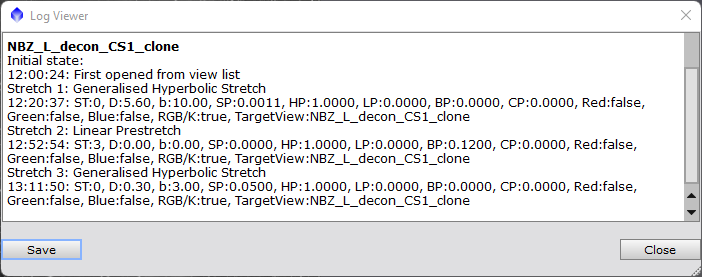 Log Viewer
NBZ_L_decon_CS1_clone
Initial state:
12:00:24: First opened from view list
Stretch 1: Generalised Hyperbolic Stretch
12:20:37: ST:0, D:5.60, b:10.00, SP:0.0011, HP:1.0000, LP:0.0000, BP:0.0000, CP:0.0000, Red:false,
Green:false, Blue:false, RGB/K:true, TargetView:NBZ_L_decon_CS1_clone
Stretch 2: Linear Prestretch
12:52:54: ST:3, D:0.00, b:0.00, SP:0.0000, HP:1.0000, LP:0.0000, BP:0.1200, CP:0.0000, Red:false,
Green:false, Blue:false, RGB/K:true, TargetView:NBZ_L_decon_CS1_clone
Stretch 3: Generalised Hyperbolic Stretch
13:11:50: ST:0, D:0.30, b:3.00, SP:0.0500, HP:1.0000, LP:0.0000, BP:0.0000, CP:0.0000, Red:false,
Green:false, Blue:false, RGB/K:true, TargetView:NBZ_L_decon_CS1_clone
Save
Close